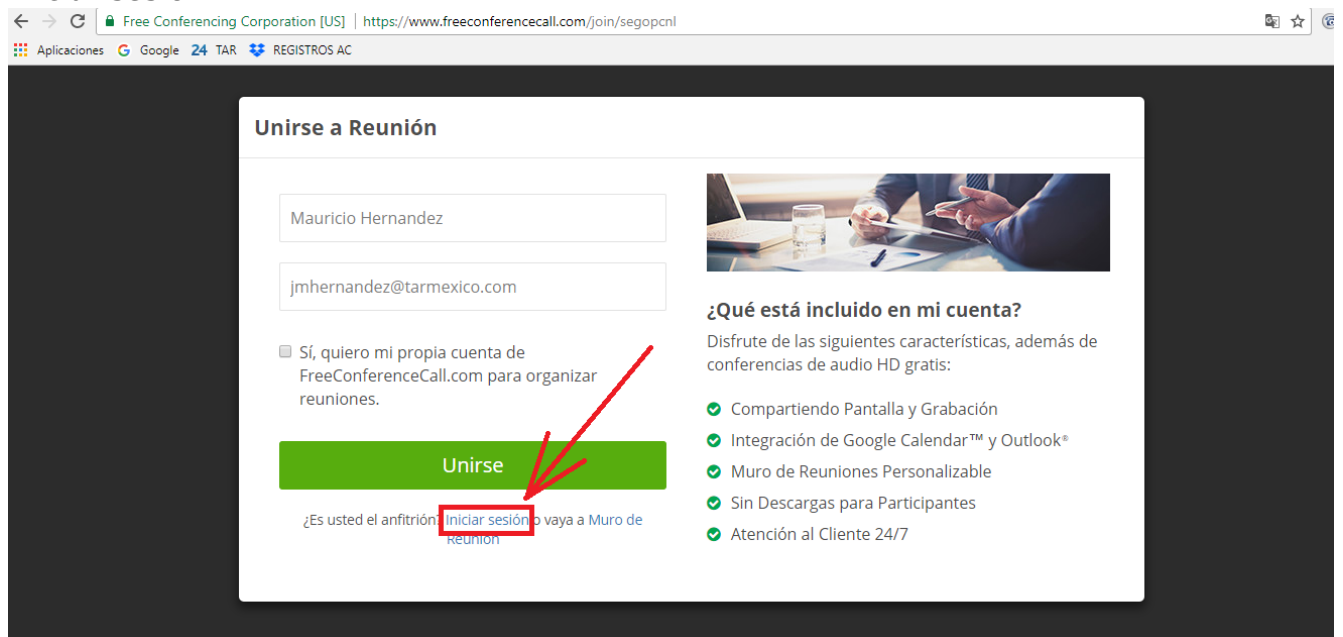 Free Conferencing Corporation [US] | https://www.freeconferencecall.com/join/segopcnl
Aplicaciones G Google 24 TAR REGISTROS AC
Unirse a Reunión
Mauricio Hernandez
jmhernandez@tarmexico.com
Sí, quiero mi propia cuenta de
FreeConferenceCall.com para organizar
reuniones.
Unirse
¿Es usted el anfitrión? Iniciar sesión o vaya a Muro de
Reunión
¿Qué está incluido en mi cuenta?
Disfrute de las siguientes características, además de
conferencias de audio HD gratis:
Compartiendo Pantalla y Grabación
Integración de Google Calendar™ y Outlook®
Muro de Reuniones Personalizable
Sin Descargas para Participantes
Atención al Cliente 24/7